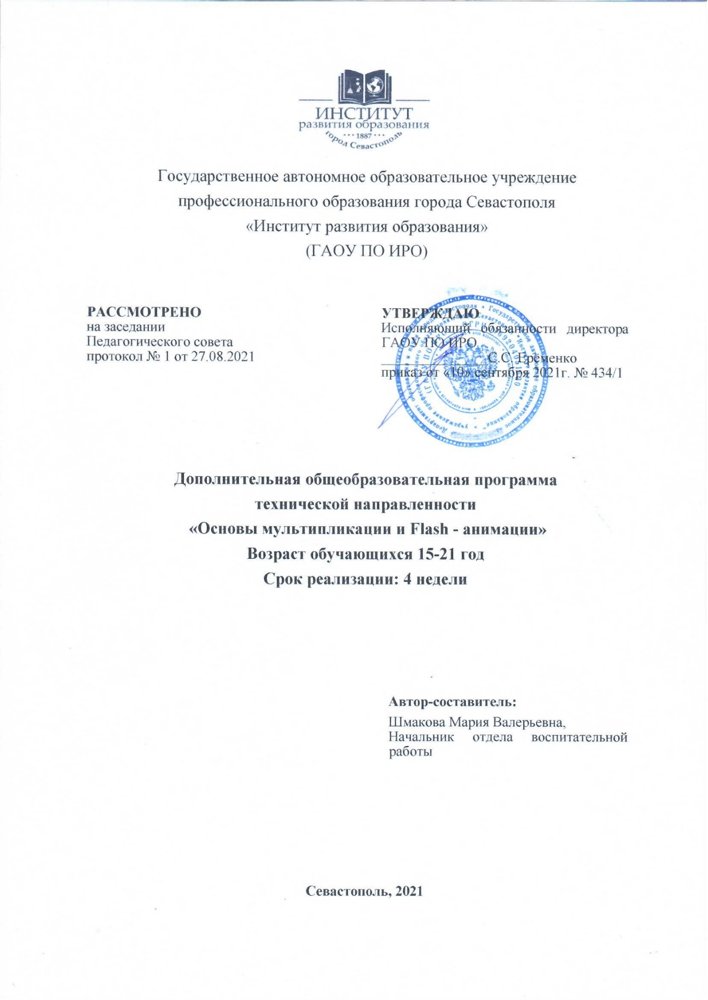 ИНСТИТУТ
развития образования
··· 1887 ···
город Севастополь
Государственное автономное образовательное учреждение
профессионального образования города Севастополя
«Институт развития образования»
(ГАОУ ПО ИРО)
РАССМОТРЕНО
на заседании
Педагогического совета
протокол № 1 от 27.08.2021
УТВЕРЖДАЮ
Исполняющий обязанности директора
ГАОУ ПО ИРО
С.С. Ерёменко
приказ от «10» сентября 2021г. № 434/1
Дополнительная общеобразовательная программа
технической направленности
«Основы мультипликации и Flash - анимации»
Возраст обучающихся 15-21 год
Срок реализации: 4 недели
Автор-составитель:
Шмакова Мария Валерьевна,
Начальник отдела воспитательной
работы
Севастополь, 2021